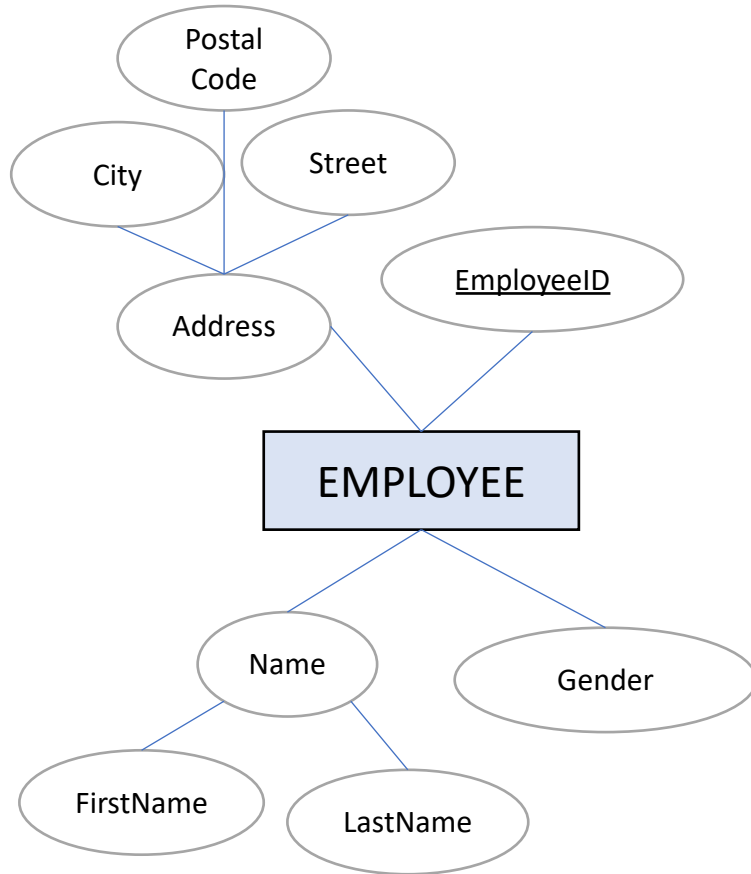 Postal
Code
City
Street
EmployeeID
Address
EMPLOYEE
Name
Gender
FirstName
LastName